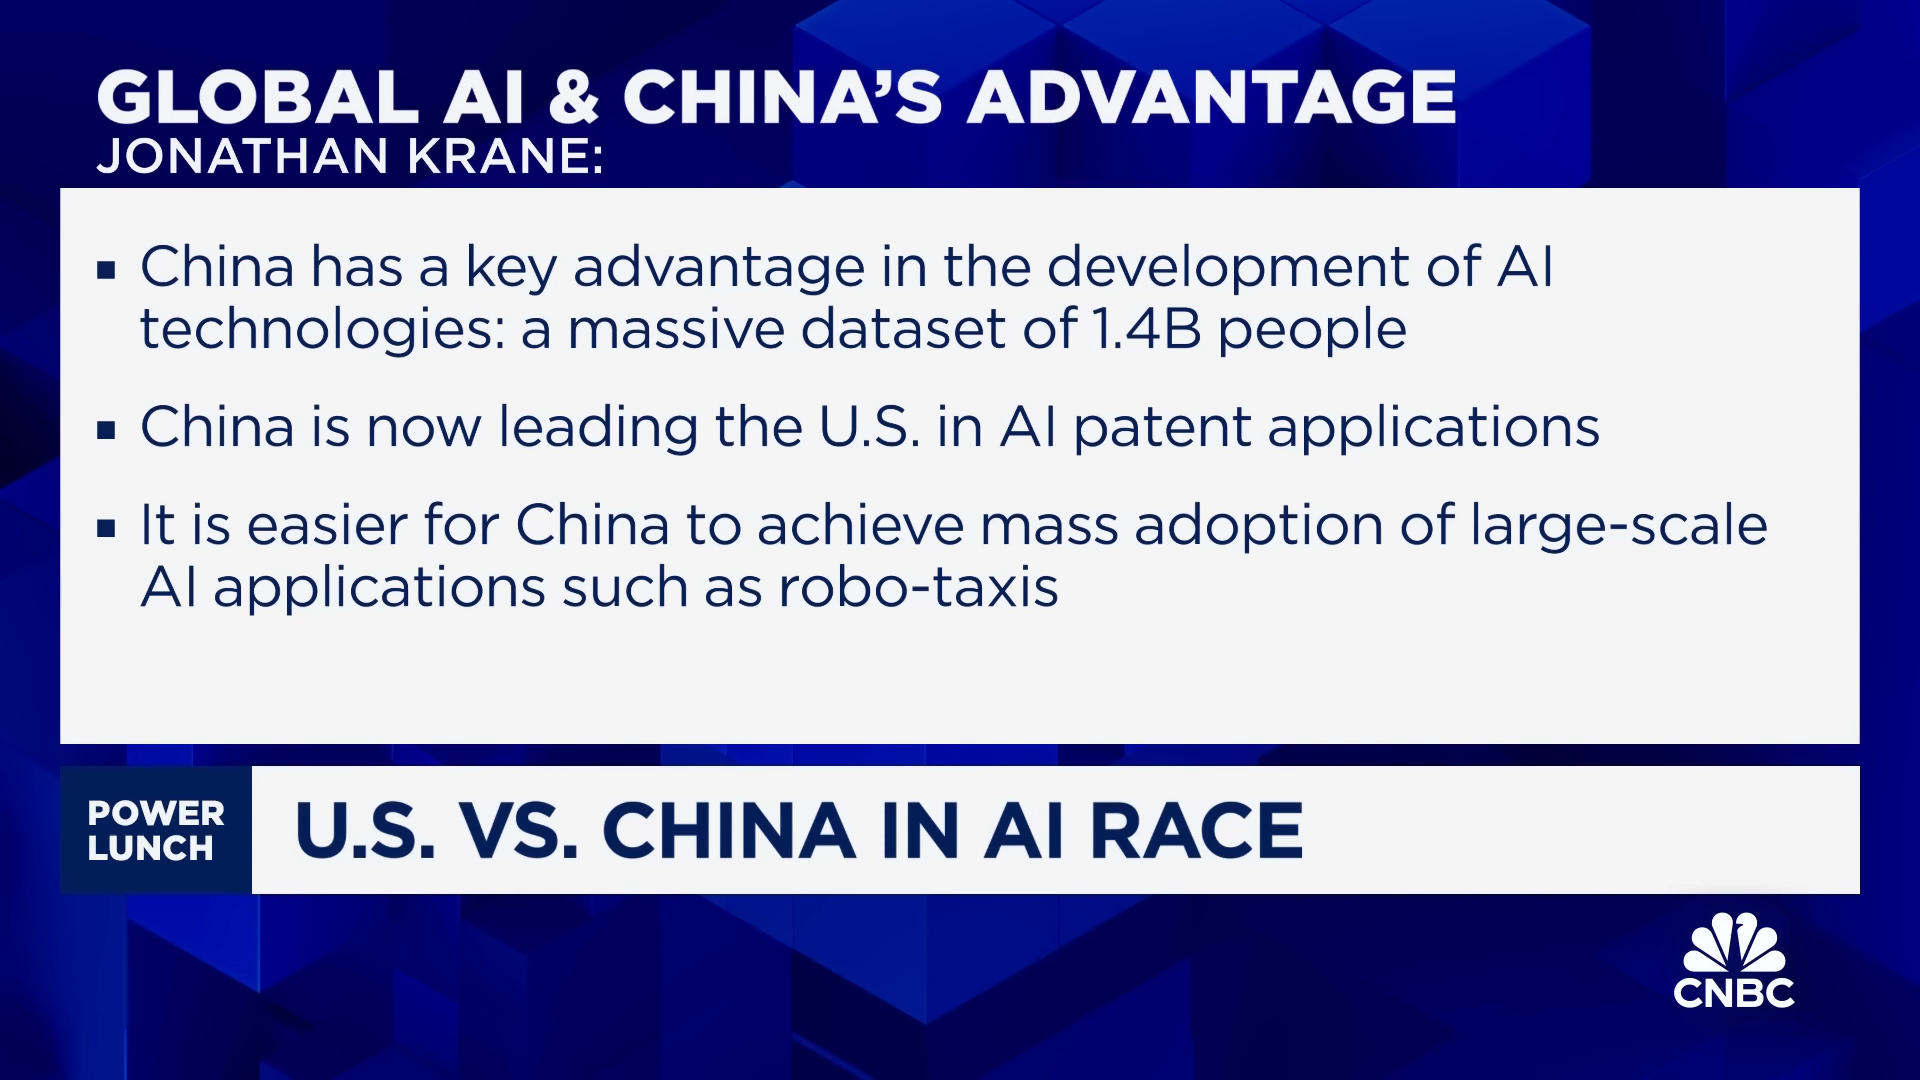 GLOBAL AI & CHINA’S ADVANTAGE
JONATHAN KRANE:
▪ China has a key advantage in the development of AI
technologies: a massive dataset of 1.4B people
▪ China is now leading the U.S. in AI patent applications
▪ It is easier for China to achieve mass adoption of large-scale
AI applications such as robo-taxis
POWER
LUNCH
U.S. VS. CHINA IN AI RACE
CNBC